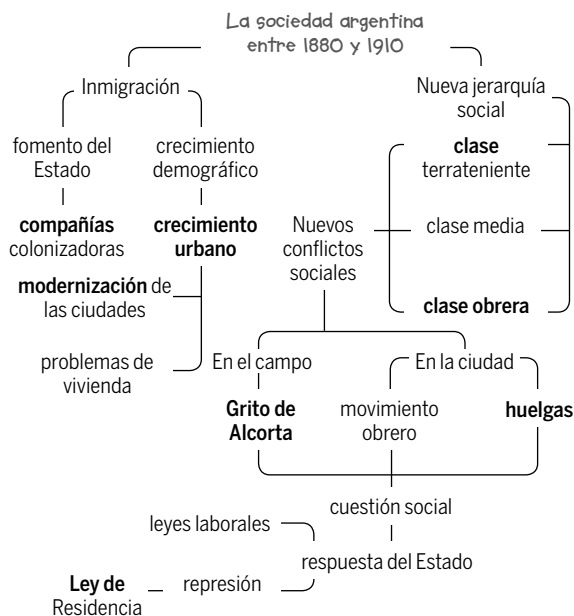 La sociedad argentina
entre 1880 y 1910
Inmigración
Nueva jerarquía
social
fomento del
Estado
crecimiento
demográfico
clase
terrateniente
compañías
colonizadoras
crecimiento
urbano
Nuevos
conflictos
sociales
clase media
modernización de
las ciudades
clase obrera
problemas de
vivienda
En el campo
En la ciudad
Grito de
Alcorta
movimiento
obrero
huelgas
cuestión social
leyes laborales
respuesta del Estado
Ley de
Residencia
represión